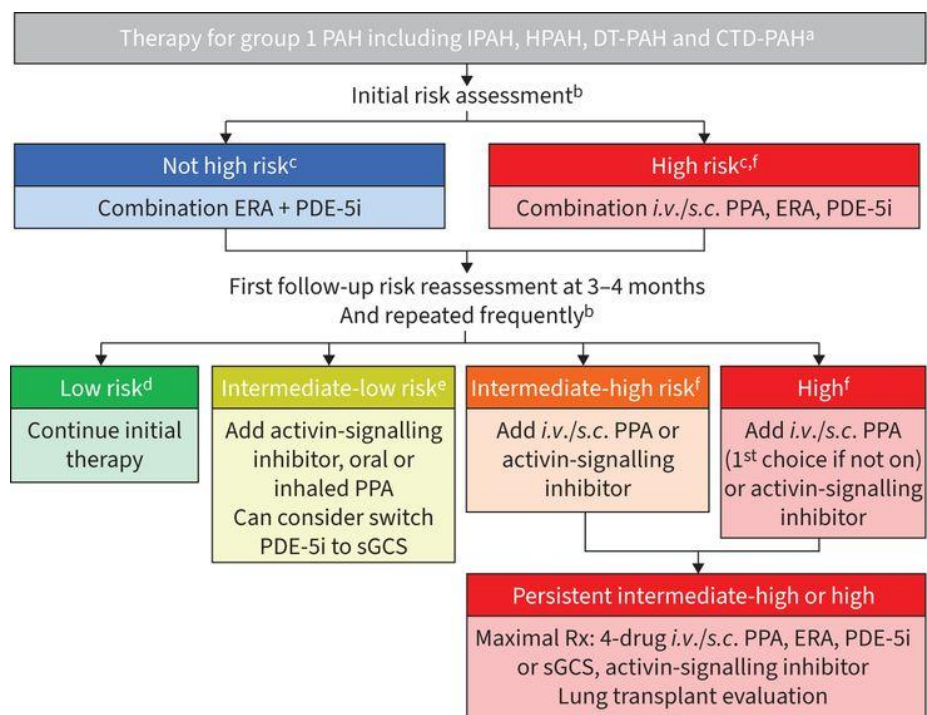 Therapy for group 1 PAH including IPAH, HPAH, DT-PAH and CTD-PAHᵃ
Initial risk assessmentᵇ
Not high riskᶜ
Combination ERA + PDE-5i
High riskᶜ,ᶠ
Combination i.v./s.c. PPA, ERA, PDE-5i
First follow-up risk reassessment at 3–4 months
And repeated frequentlyᵇ
Low riskᵈ
Continue initial
therapy
Intermediate-low riskᵉ
Add activin-signalling
inhibitor, oral or
inhaled PPA
Can consider switch
PDE-5i to sGCS
Intermediate-high riskᶠ
Add i.v./s.c. PPA or
activin-signalling
inhibitor
Highᶠ
Add i.v./s.c. PPA
(1ˢᵗ choice if not on)
or activin-signalling
inhibitor
Persistent intermediate-high or high
Maximal Rx: 4-drug i.v./s.c. PPA, ERA, PDE-5i
or sGCS, activin-signalling inhibitor
Lung transplant evaluation